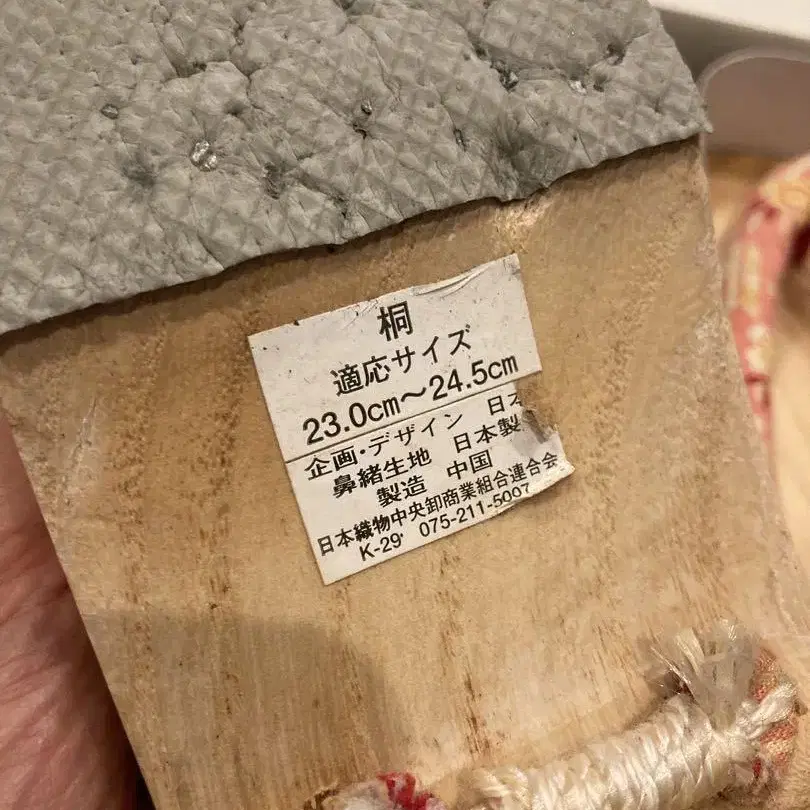 桐
適応サイズ
23.0cm～24.5cm
企画・デザイン 日本
鼻緒生地 日本製
製造 中国
日本織物中央卸商業組合連合会
K-29 075-211-5007